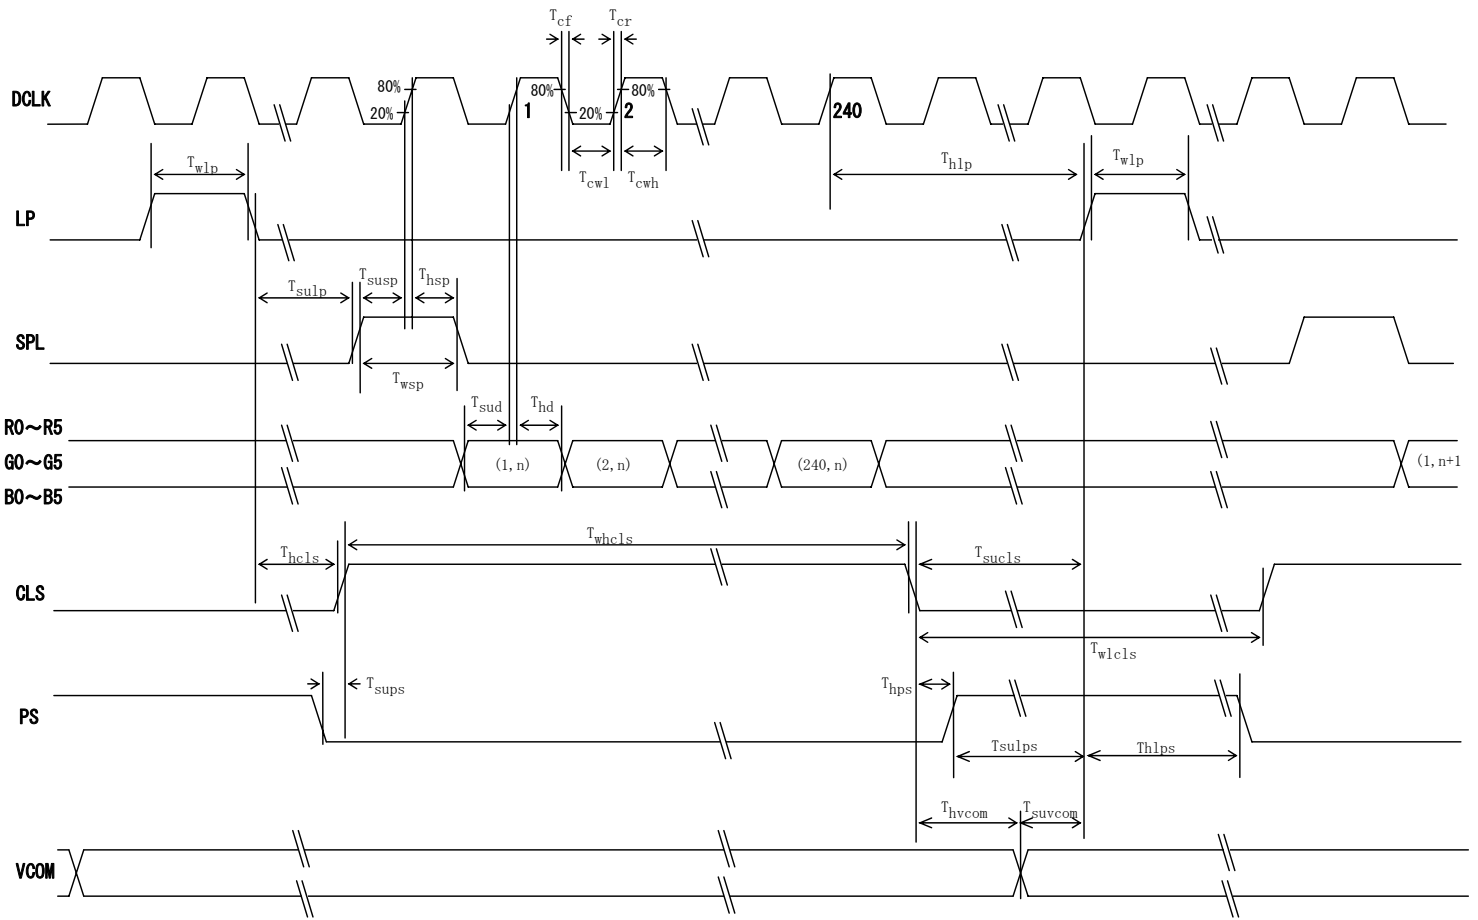 Tcf Tcr
DCLK 80% 20% 80% 20% 80%
1 2 240
Tcwl Tcwh
Twlp Thlp Twlp
LP
Tsulp Tsusp Thsp
SPL
Twsp
Tsud Thd
R0～R5
G0～G5 (1,n) (2,n) (240,n) (1,n+1
B0～B5
Thcls Twhcls Tsucls
CLS
Twlcls
Tsups Thps
PS
Tsulps Thlps
Thvcom Tsuvcom
VCOM